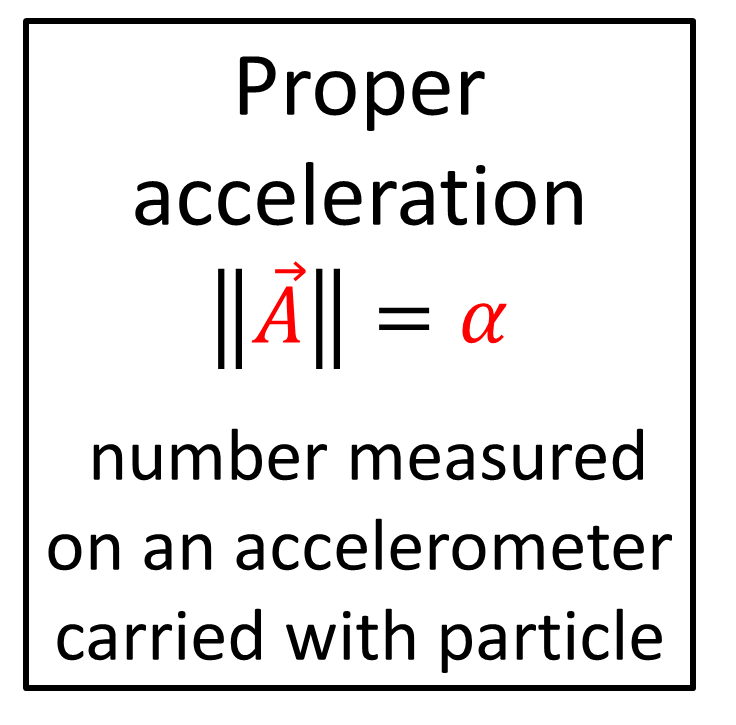 Proper
acceleration
‖A⃗‖ = α
number measured
on an accelerometer
carried with particle